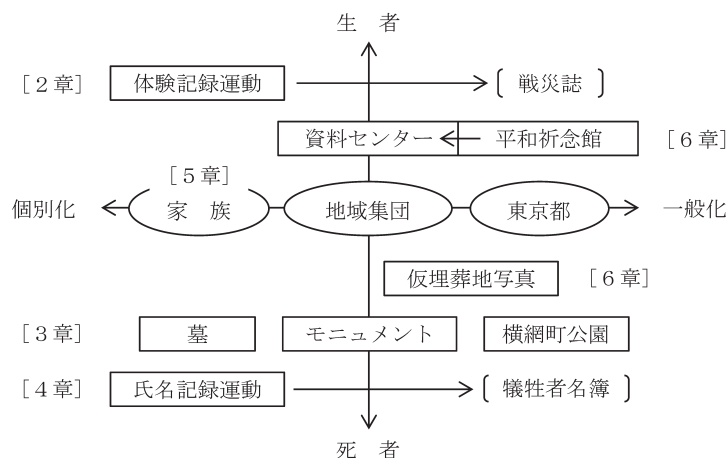 生　者
［２章］ 体験記録運動 〔 戦災誌 〕
資料センター 平和祈念館 ［６章］
［５章］
個別化 家　族 地域集団 東京都 一般化
仮埋葬地写真 ［６章］
［３章］ 墓 モニュメント 横網町公園
［４章］ 氏名記録運動 〔 犠牲者名簿 〕
死　者